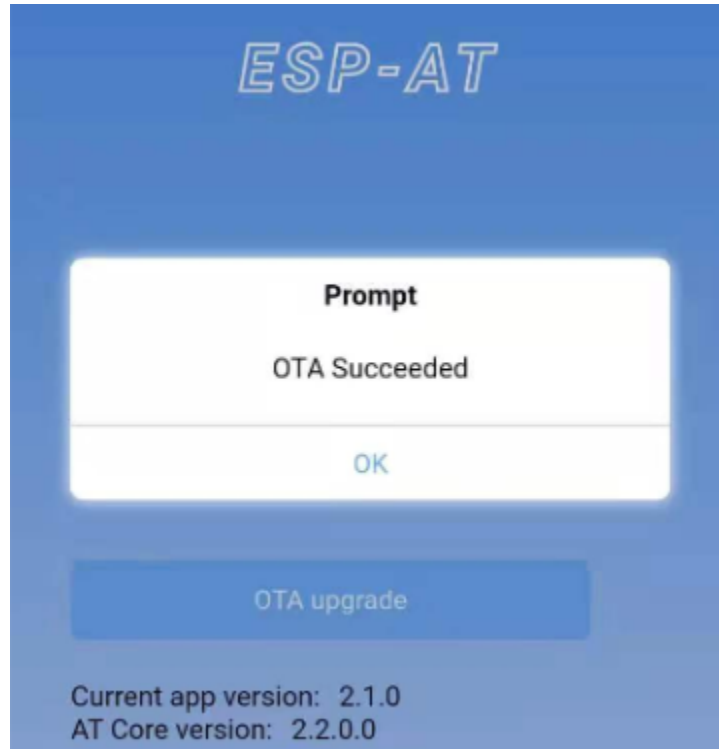 ESP-AT
Prompt
OTA Succeeded
OK
OTA upgrade
Current app version: 2.1.0
AT Core version: 2.2.0.0